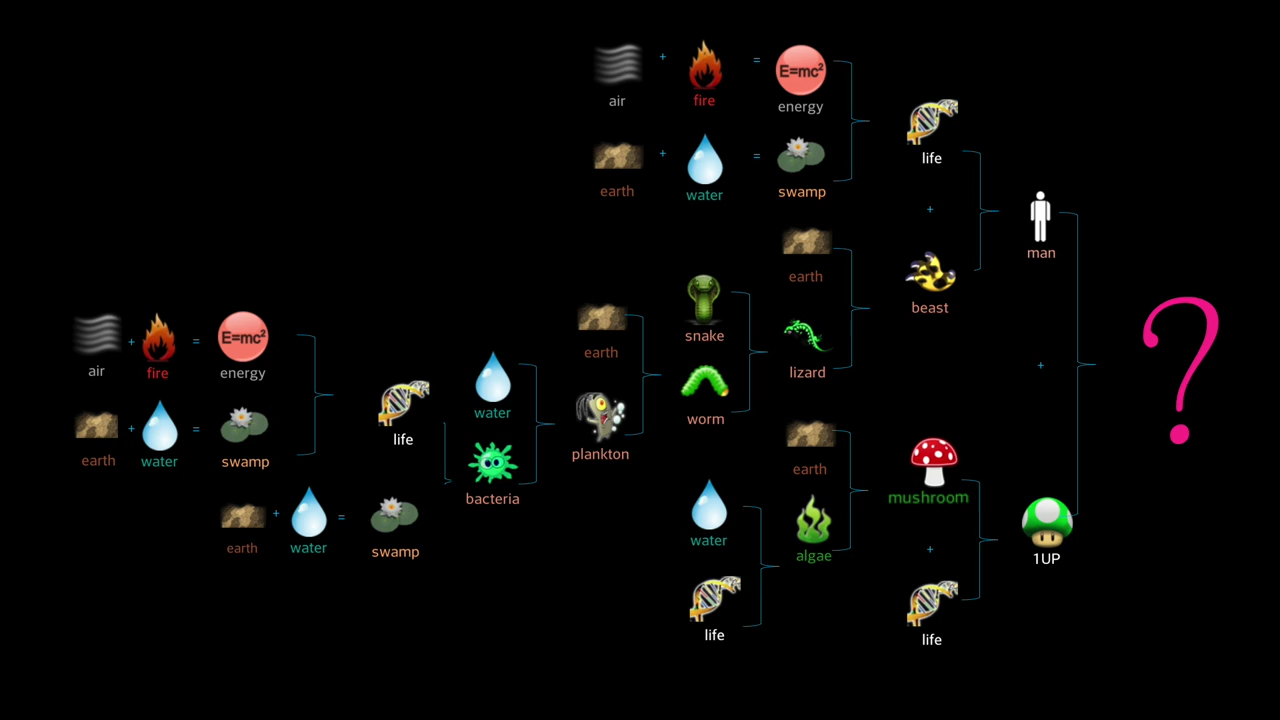 + =
E=mc²
air fire energy
+ =
earth water swamp
life
+
man
earth
beast
snake
lizard
earth
worm
plankton
water
bacteria
+ =
E=mc²
air fire energy
+ =
earth water swamp
life
+ =
earth water swamp
earth
algae
water
life
mushroom
+
life
1UP
+
?